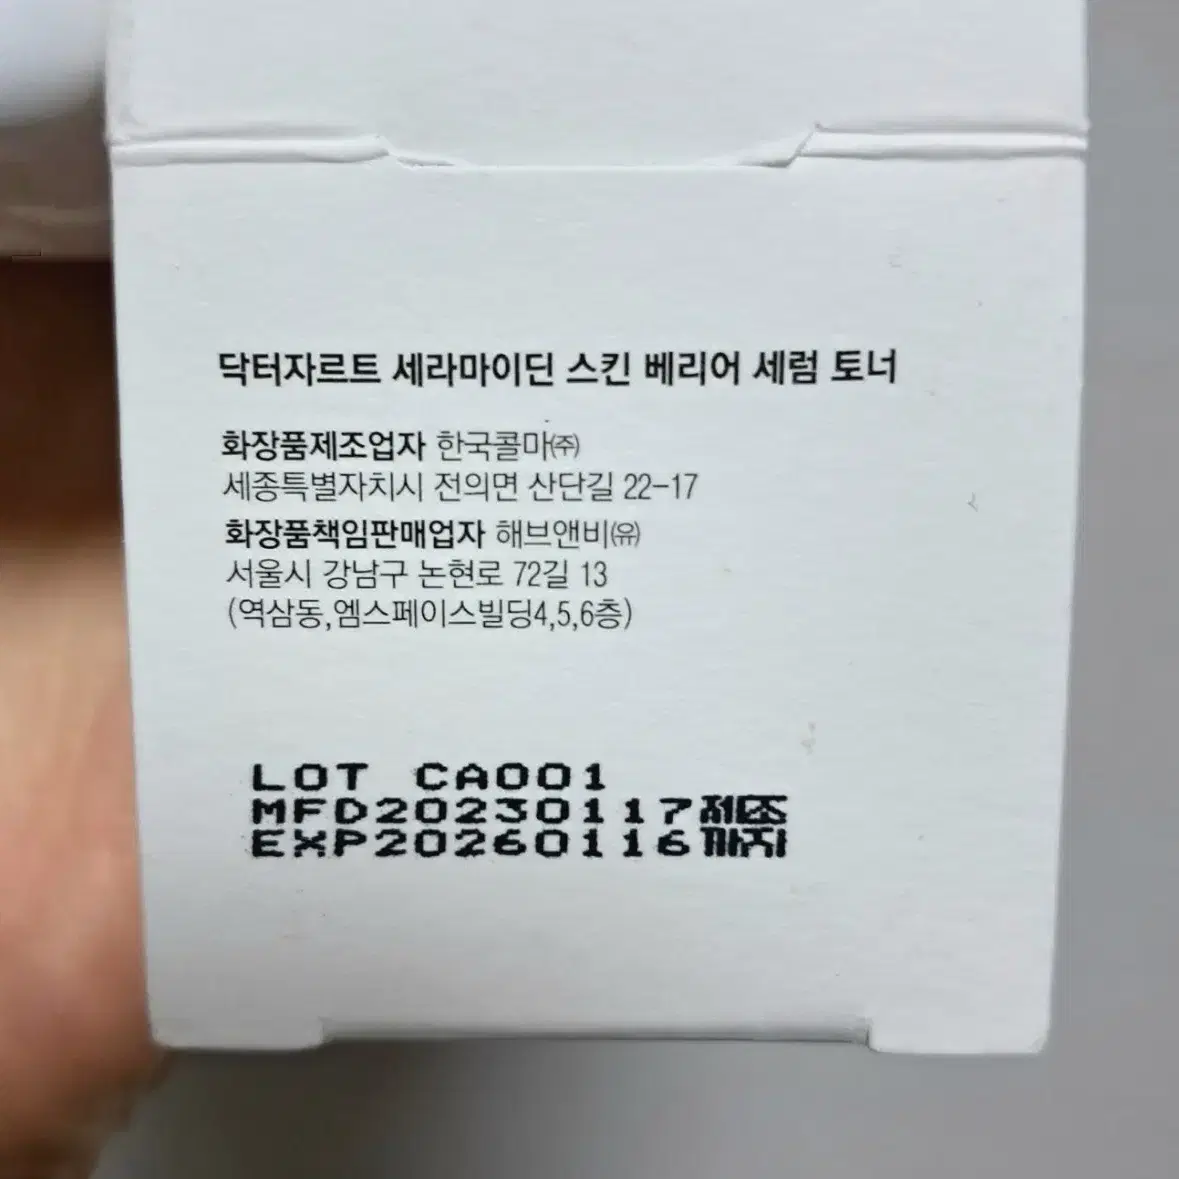 닥터자르트 세라마이딘 스킨 베리어 세럼 토너
화장품제조업자 한국콜마㈜
세종특별자치시 전의면 산단길 22-17
화장품책임판매업자 해브앤비(유)
서울시 강남구 논현로 72길 13
(역삼동,엠스페이스빌딩4,5,6층)
LOT CA001
MFD20230117제조
EXP20260116까지